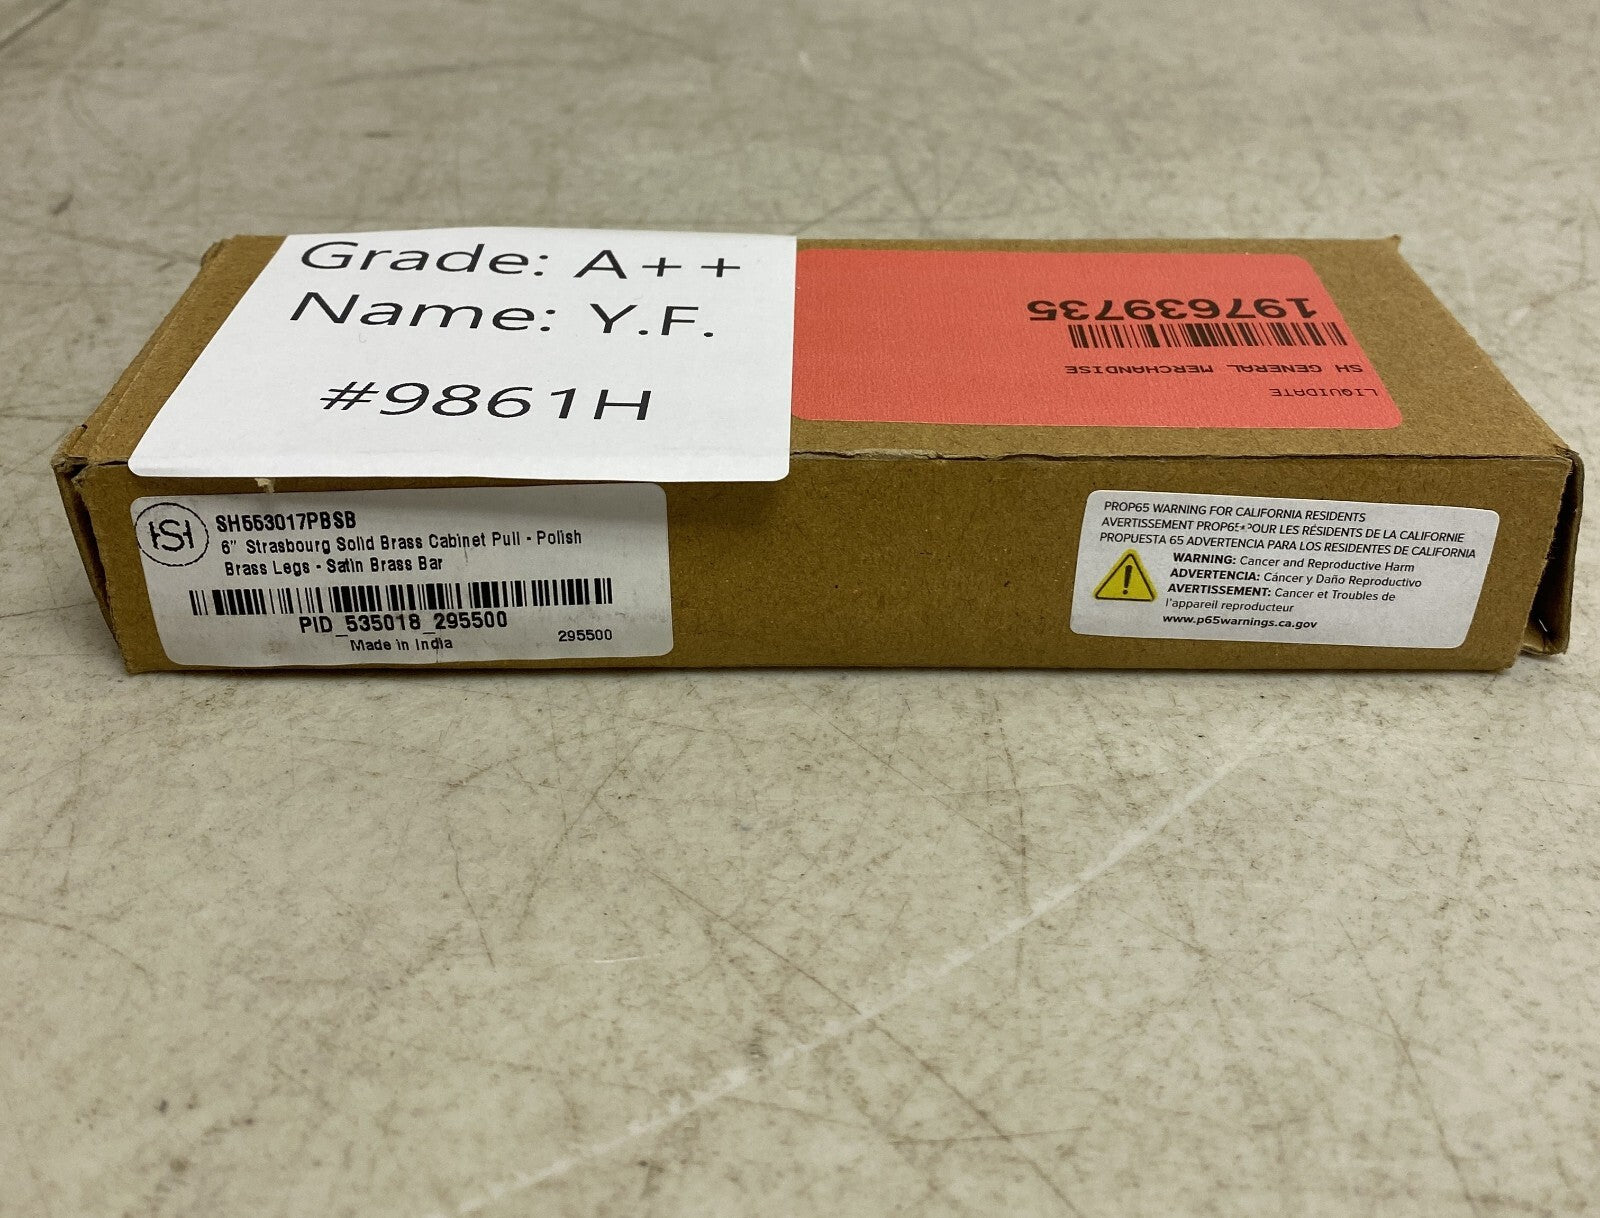 Grade: A++
Name: Y.F.
#9861H
197639735
SH GENERAL MERCHANDISE
LIQUIDATE
SH
SH553017PBSB
6" Strasbourg Solid Brass Cabinet Pull - Polish
Brass Legs - Satin Brass Bar
PID_535018_295500
Made in India
295500
PROP65 WARNING FOR CALIFORNIA RESIDENTS
AVERTISSEMENT PROP65 POUR LES RÉSIDENTS DE LA CALIFORNIE
PROPUESTA 65 ADVERTENCIA PARA LOS RESIDENTES DE CALIFORNIA
WARNING: Cancer and Reproductive Harm
ADVERTENCIA: Cáncer y Daño Reproductivo
AVERTISSEMENT: Cancer et Troubles de
l'appareil reproducteur
www.p65warnings.ca.gov